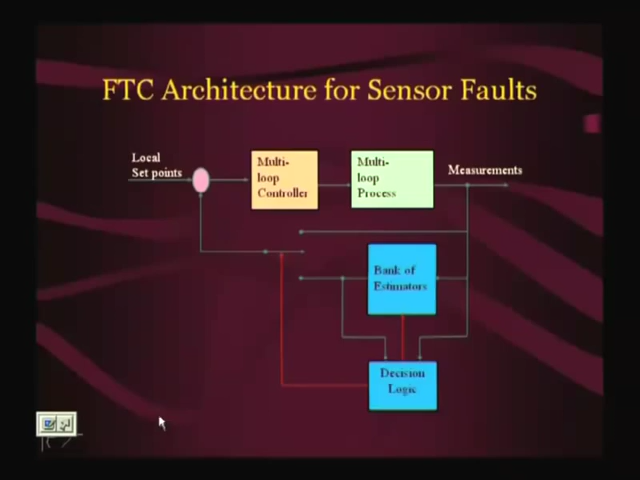 FTC Architecture for Sensor Faults
Local
Set points
Multi-
loop
Controller
Multi-
loop
Process
Measurements
Bank of
Estimators
Decision
Logic